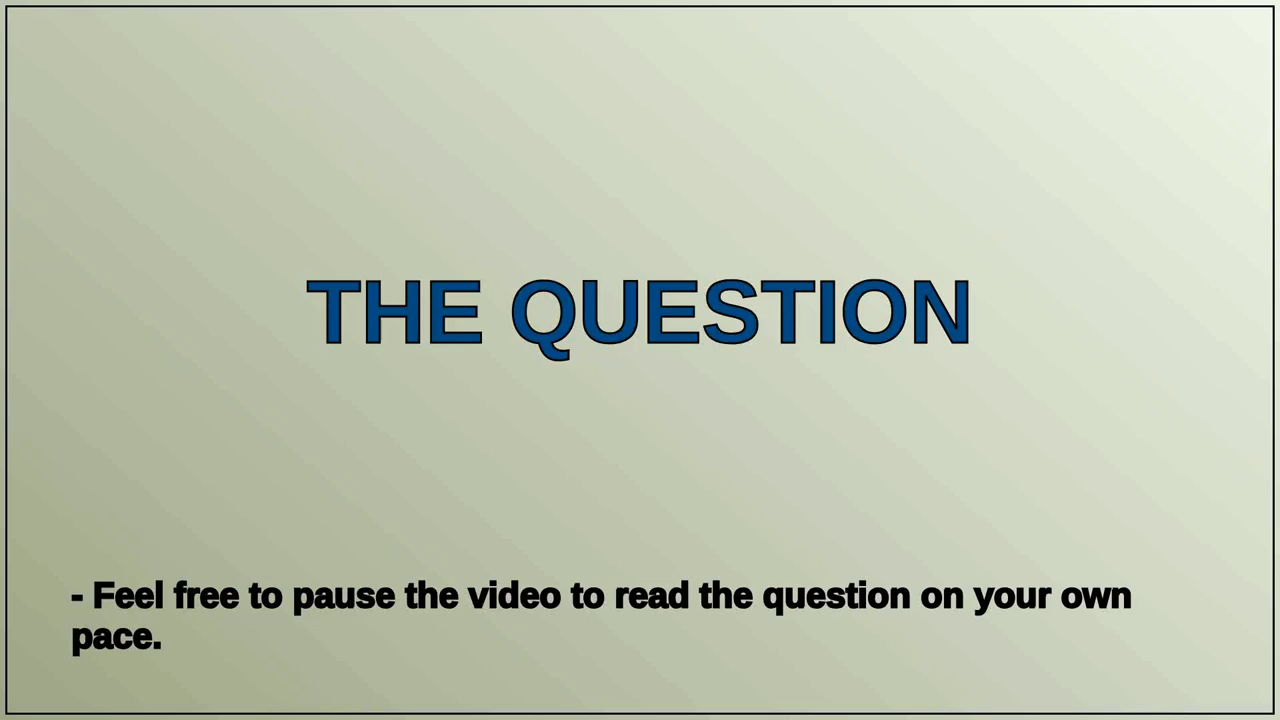 THE QUESTION
- Feel free to pause the video to read the question on your own
pace.